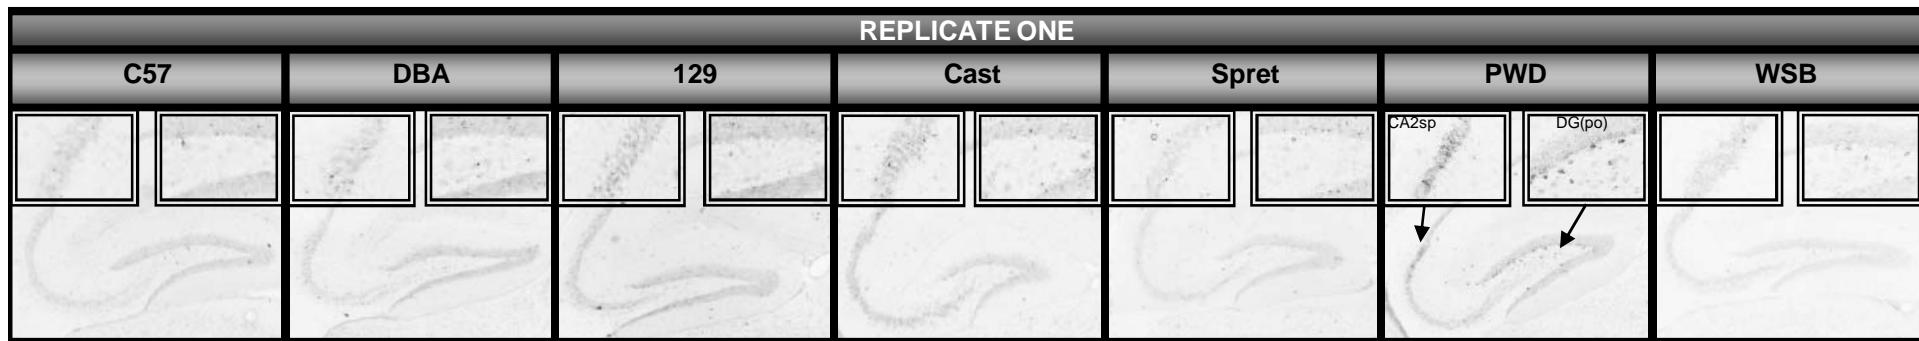 REPLICATE ONE
C57 DBA 129 Cast Spret PWD WSB
CA2sp DG(po)